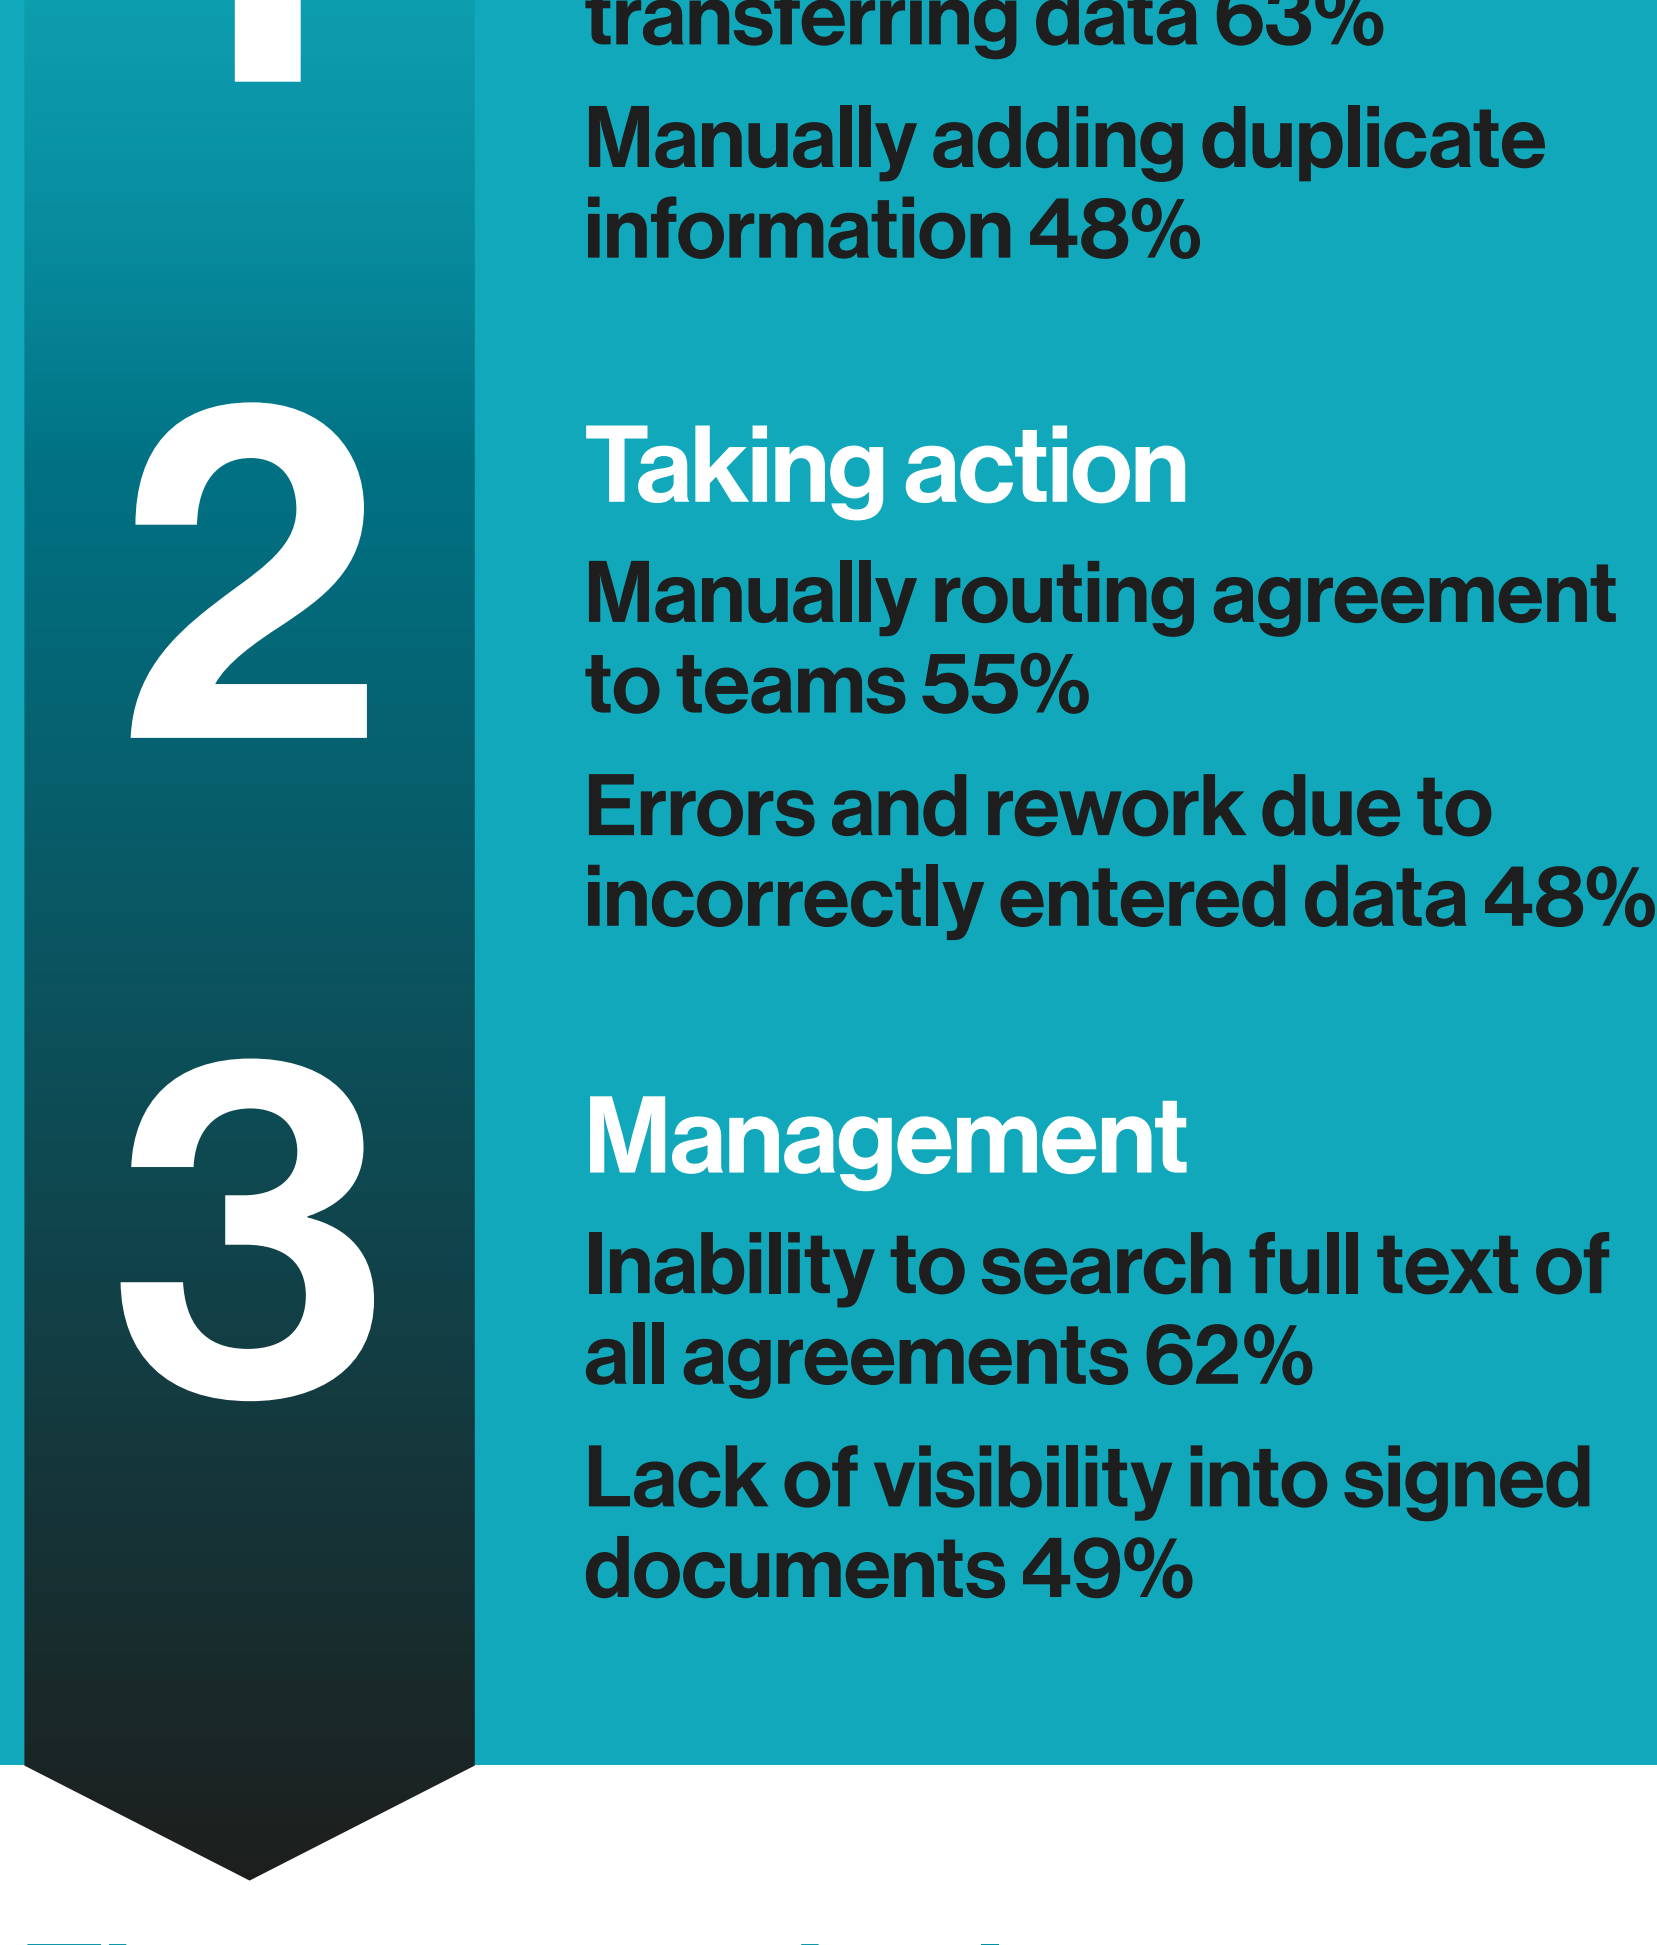 transferring data 63%
Manually adding duplicate
information 48%
2
Taking action
Manually routing agreement
to teams 55%
Errors and rework due to
incorrectly entered data 48%
3
Management
Inability to search full text of
all agreements 62%
Lack of visibility into signed
documents 49%